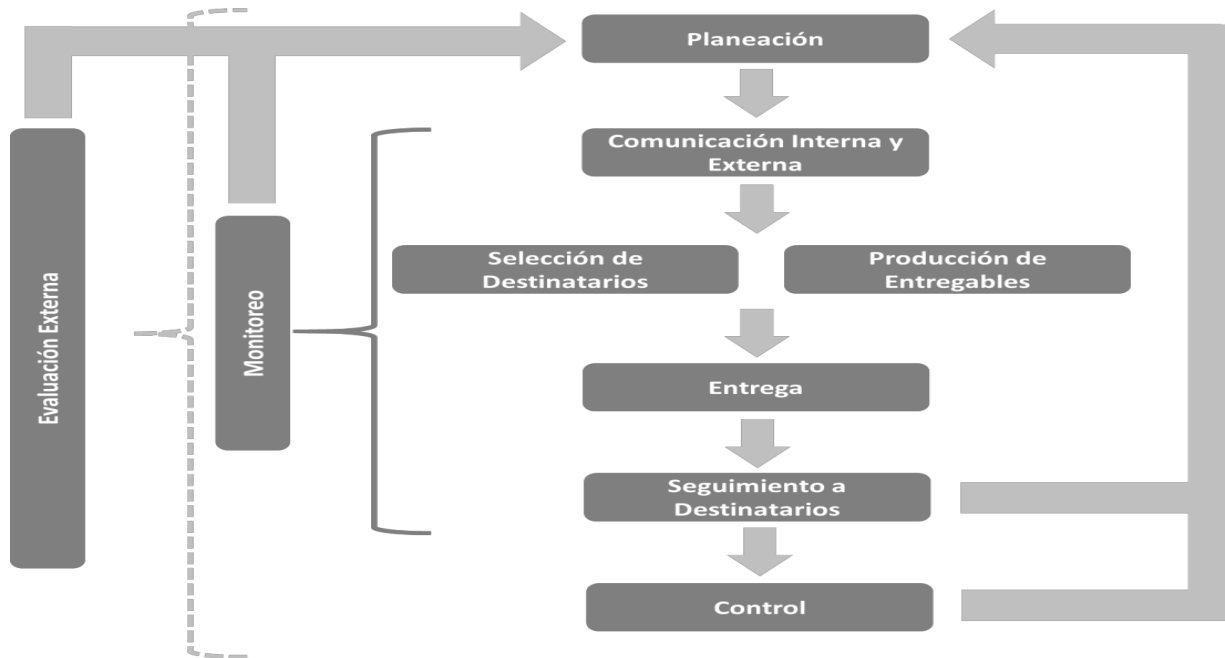 Planeación
Comunicación Interna y
Externa
Selección de
Destinatarios
Producción de
Entregables
Entrega
Seguimiento a
Destinatarios
Control
Monitoreo
Evaluación Externa